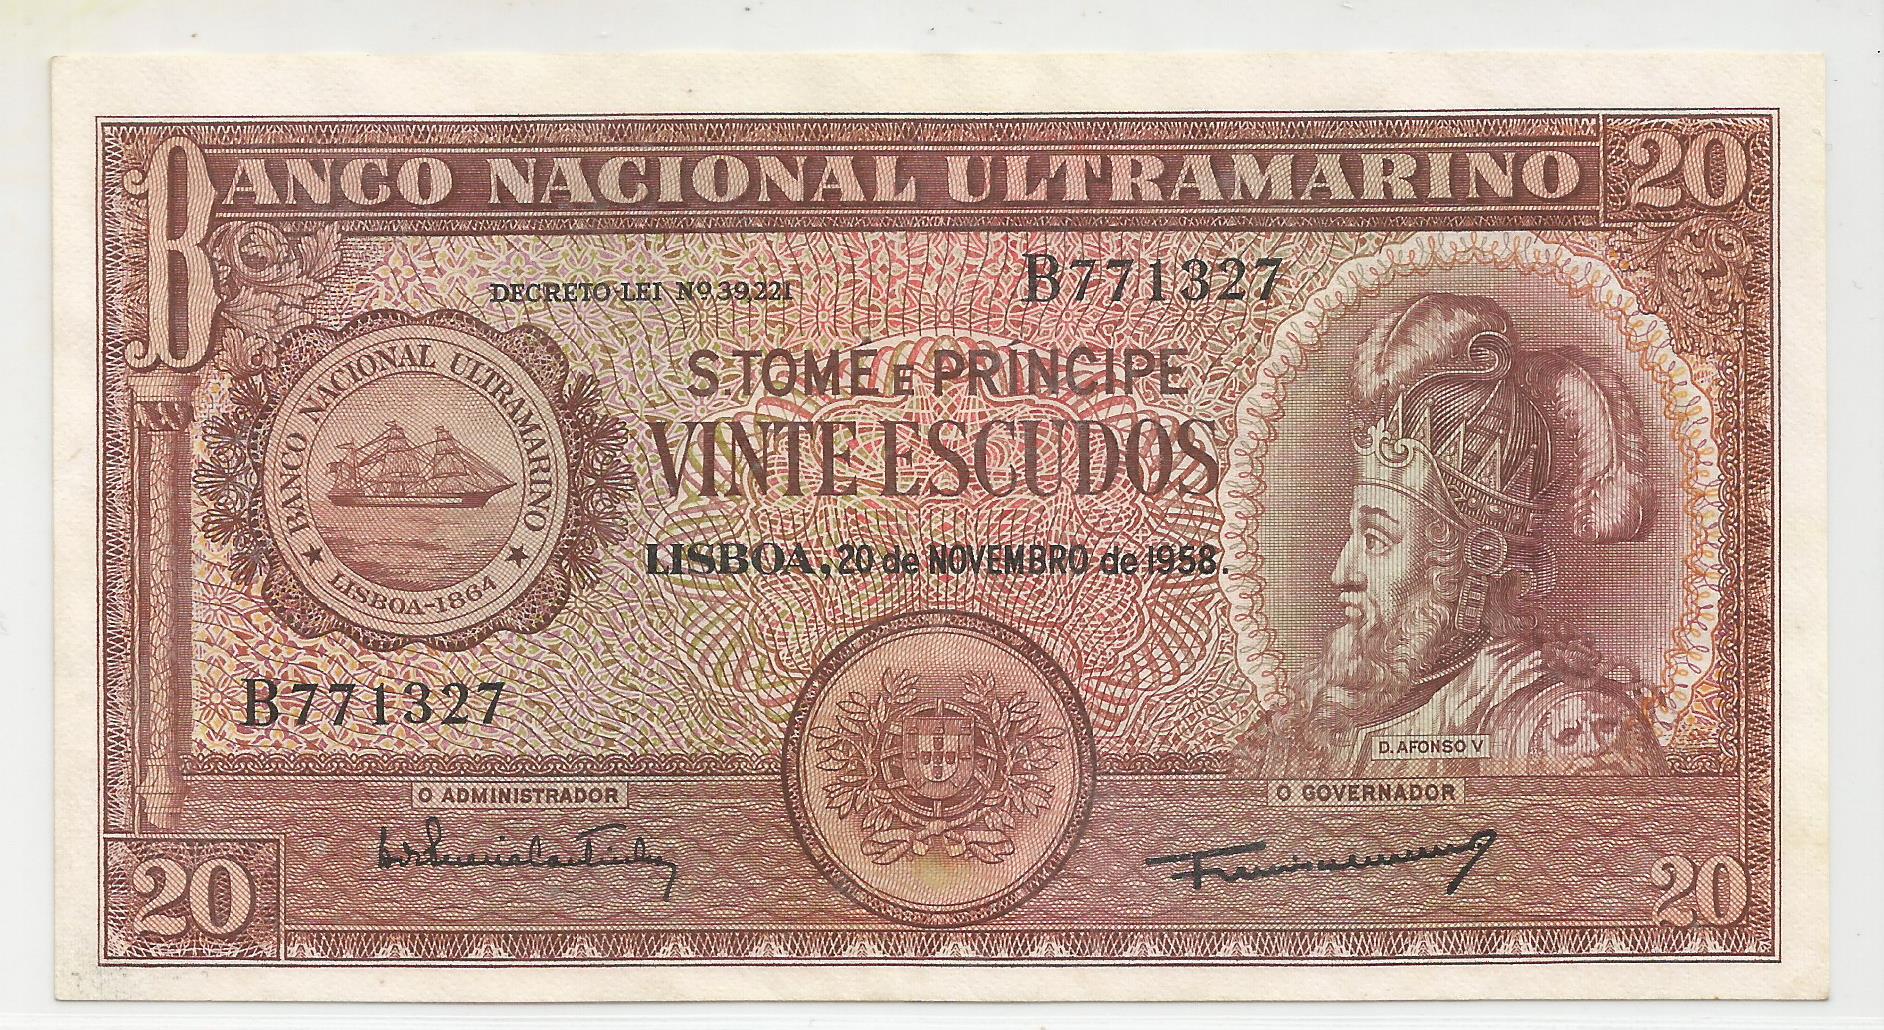 BANCO NACIONAL ULTRAMARINO 20
DECRETO-LEI Nº 39,221
B771327
S TOMÉ E PRÍNCIPE
VINTE ESCUDOS
LISBOA, 20 de NOVEMBRO de 1958.
BANCO NACIONAL ULTRAMARINO
★ LISBOA-1864 ★
B771327
D. AFONSO V
O ADMINISTRADOR
O GOVERNADOR
20
20